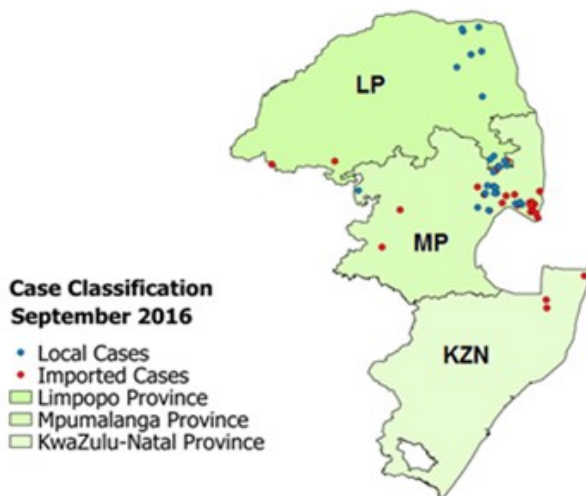 LP
MP
KZN
Case Classification
September 2016
Local Cases
Imported Cases
Limpopo Province
Mpumalanga Province
KwaZulu-Natal Province